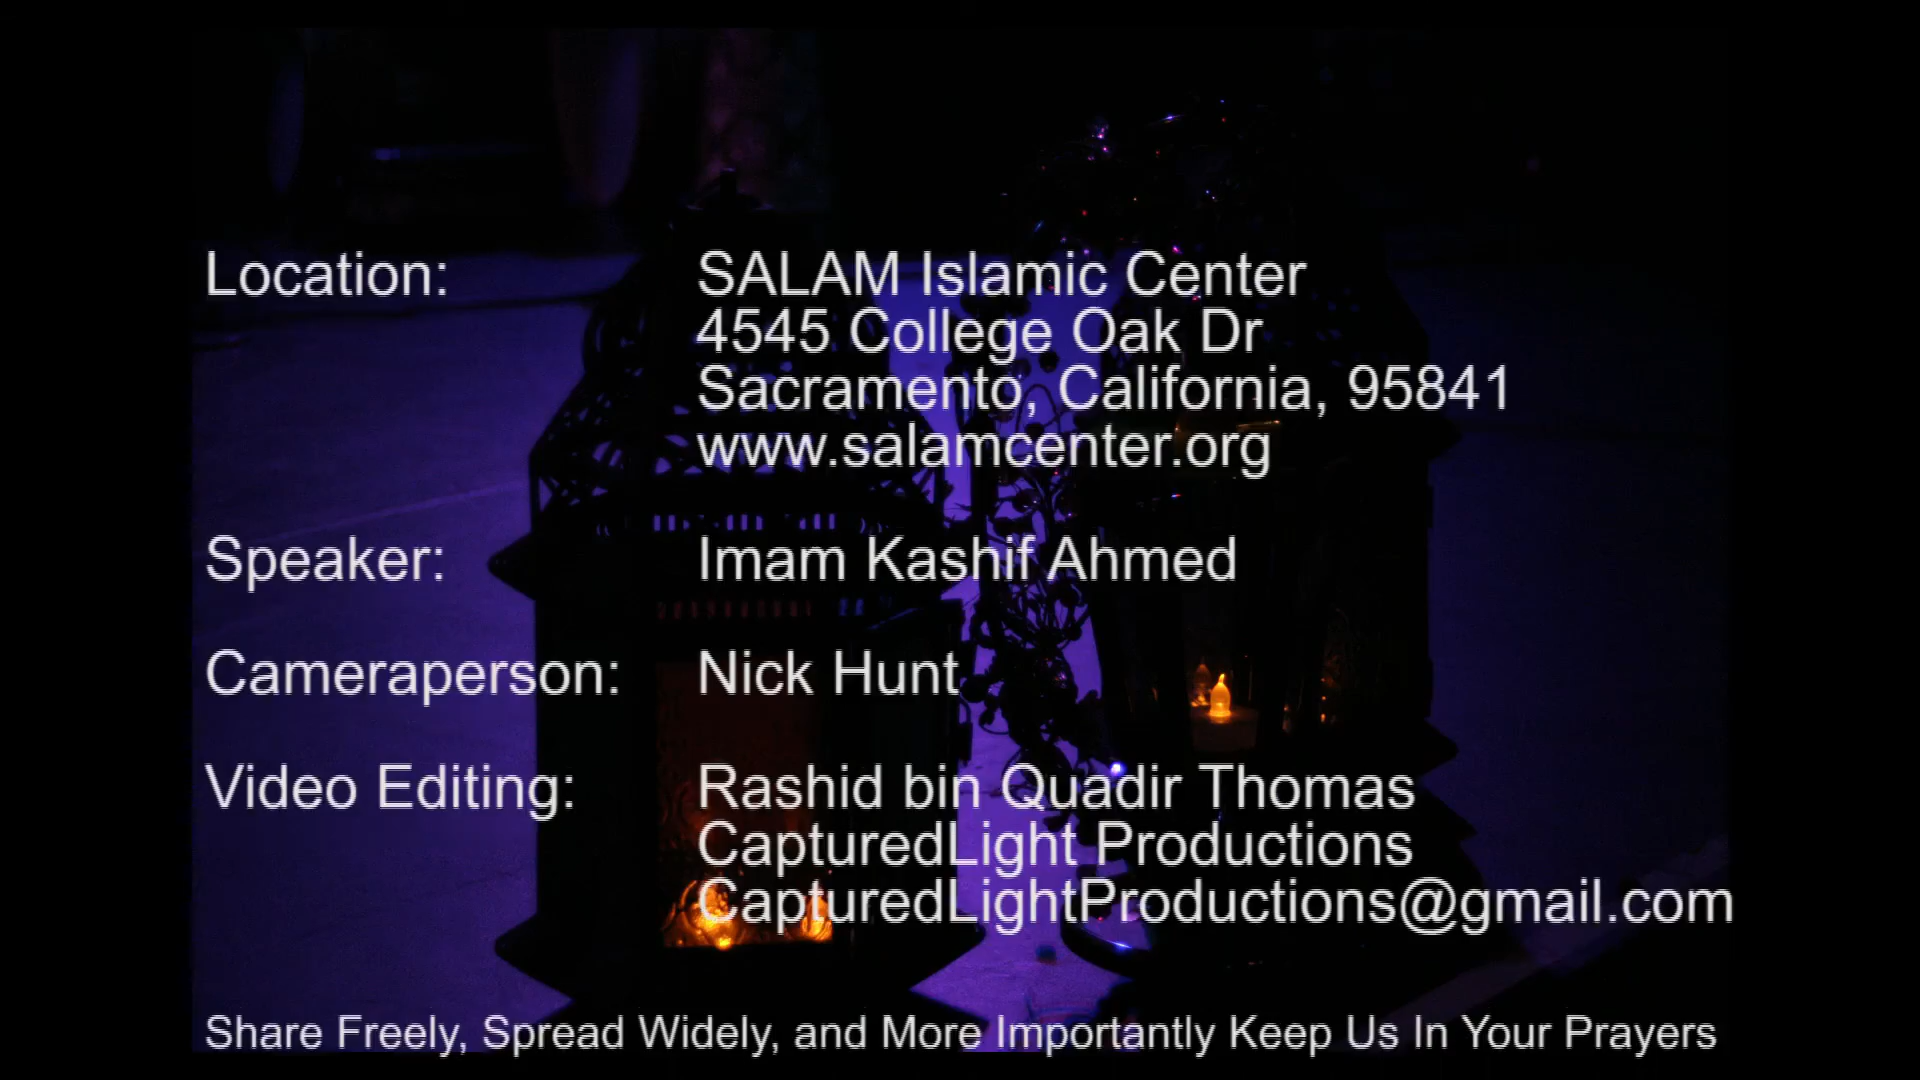 Location: SALAM Islamic Center
4545 College Oak Dr
Sacramento, California, 95841
www.salamcenter.org
Speaker: Imam Kashif Ahmed
Cameraperson: Nick Hunt
Video Editing: Rashid bin Quadir Thomas
CapturedLight Productions
CapturedLightProductions@gmail.com
Share Freely, Spread Widely, and More Importantly Keep Us In Your Prayers